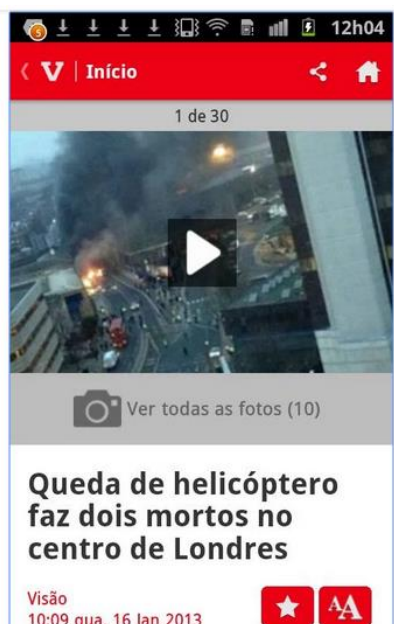 5
12h04
V | Início
1 de 30
Ver todas as fotos (10)
Queda de helicóptero
faz dois mortos no
centro de Londres
Visão
10:09 qua, 16 Jan 2013
AA